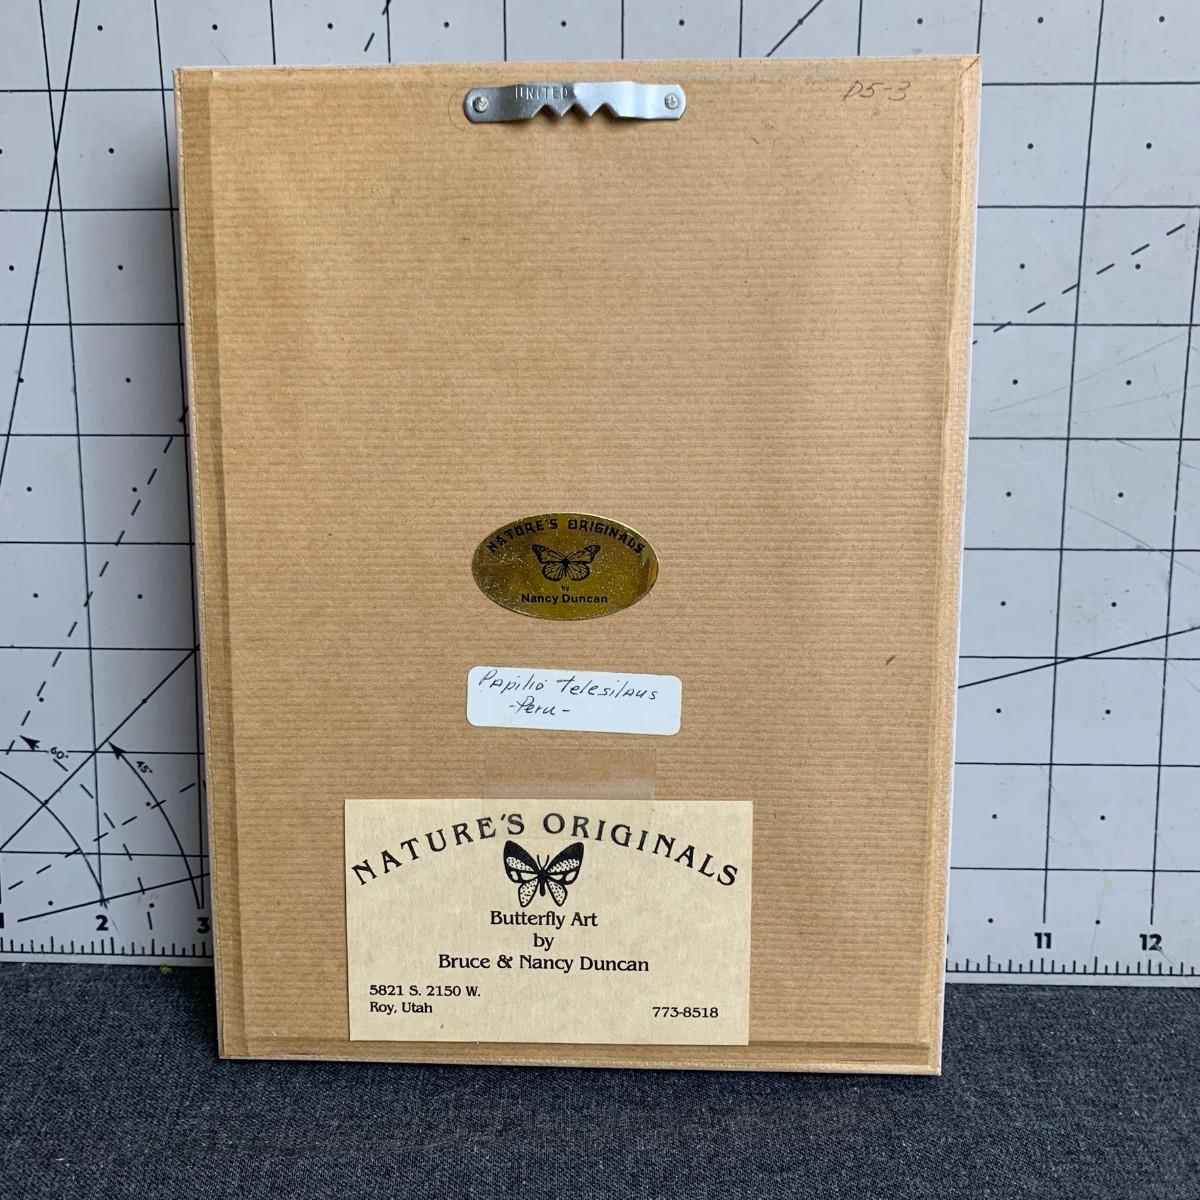 UNITED
D5-3
NATURE'S ORIGINALS
by
Nancy Duncan
Papilio telesilaus
-Peru-
NATURE'S ORIGINALS
Butterfly Art
by
Bruce & Nancy Duncan
5821 S. 2150 W.
Roy, Utah
773-8518
60°
45°
2
3
11
12